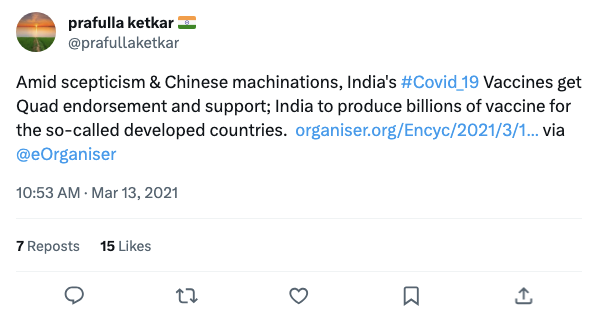 prafulla ketkar 🇮🇳
@prafullaketkar
Amid scepticism & Chinese machinations, India's #Covid_19 Vaccines get
Quad endorsement and support; India to produce billions of vaccine for
the so-called developed countries. organiser.org/Encyc/2021/3/1... via
@eOrganiser
10:53 AM · Mar 13, 2021
7 Reposts 15 Likes